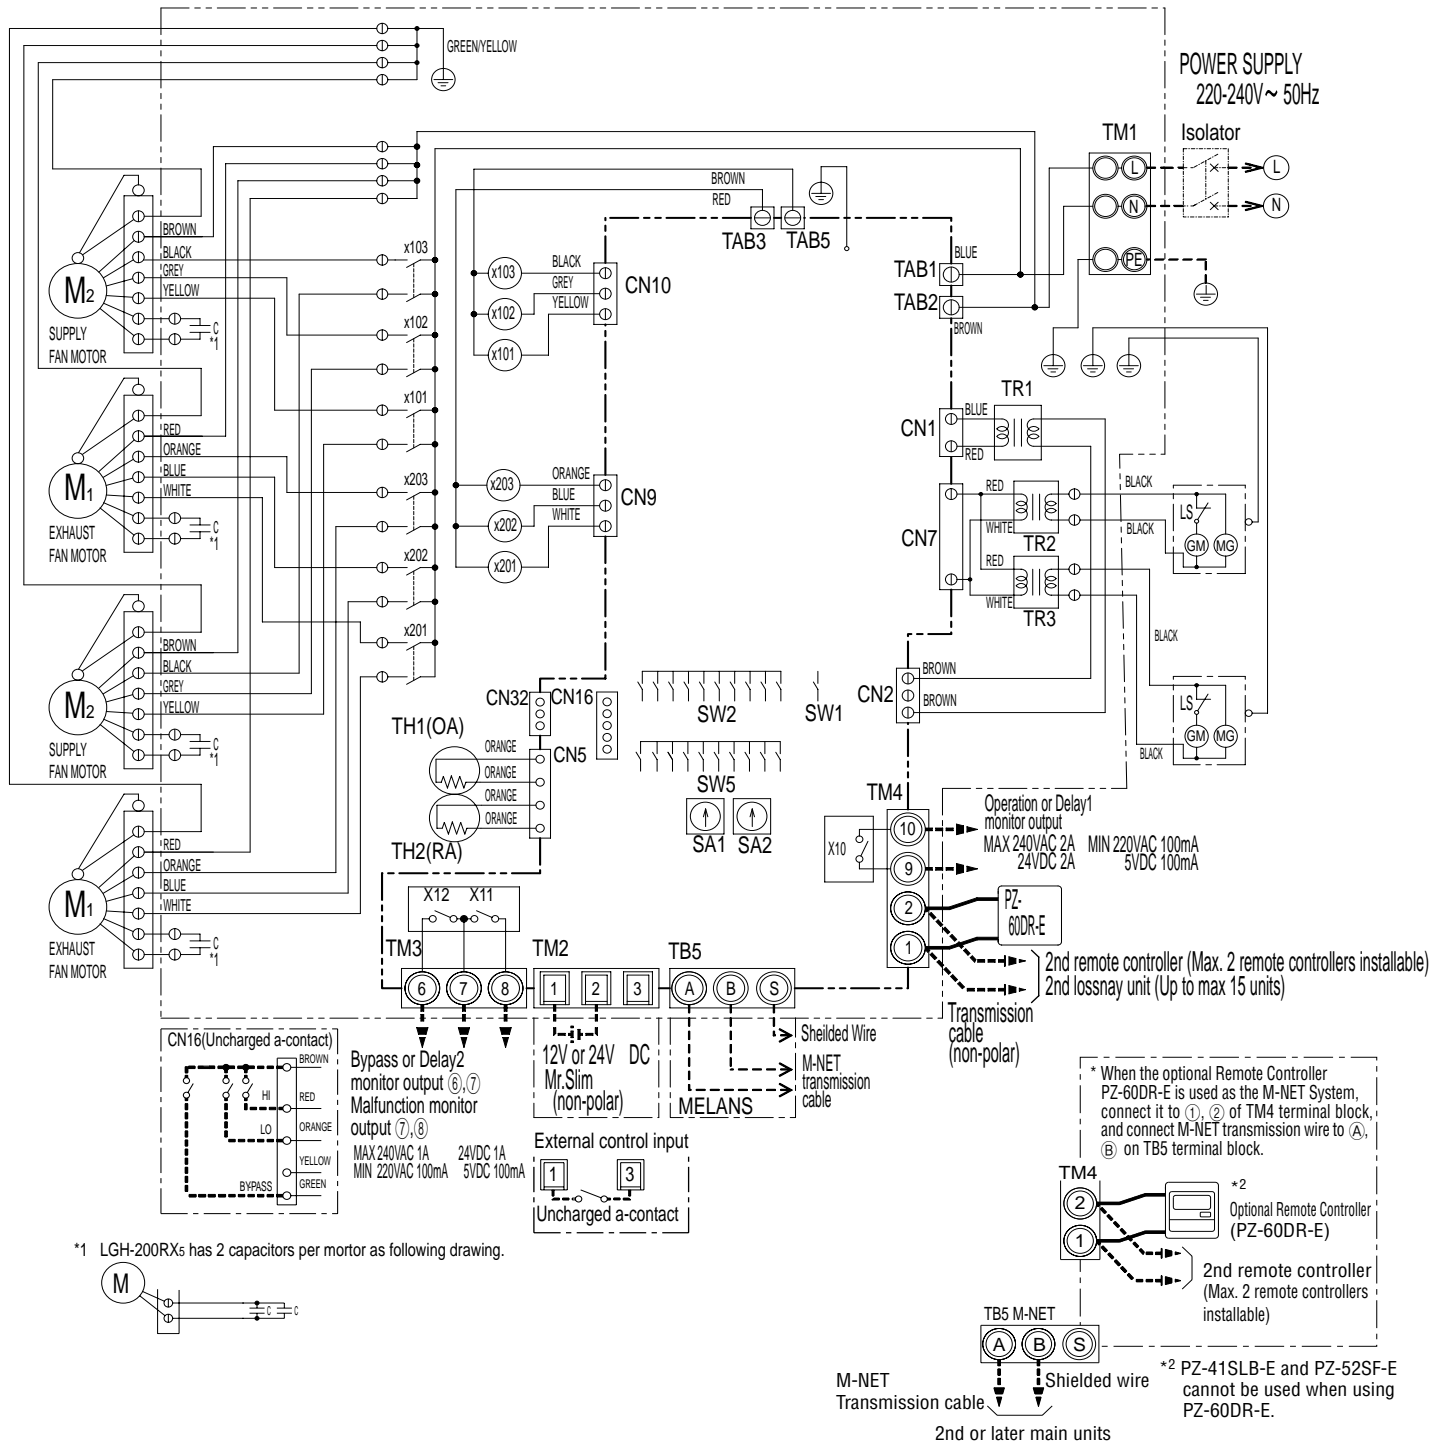 GREEN/YELLOW
POWER SUPPLY
220-240V~ 50Hz
TM1
Isolator
L
L
N
N
PE
BROWN
RED
TAB3
TAB5
BLUE
TAB1
TAB2
BROWN
BROWN
BLACK
GREY
YELLOW
M2
SUPPLY
FAN MOTOR
C
*1
x103
x102
x101
x203
x202
x201
x103
x102
x101
BLACK
GREY
YELLOW
CN10
RED
ORANGE
BLUE
WHITE
M1
EXHAUST
FAN MOTOR
C
*1
x203
x202
x201
ORANGE
BLUE
WHITE
CN9
TR1
CN1
BLUE
RED
CN7
RED
WHITE
TR2
RED
WHITE
TR3
BLACK
BLACK
LS
GM
MG
BLACK
BLACK
LS
GM
MG
BROWN
BLACK
GREY
YELLOW
M2
SUPPLY
FAN MOTOR
C
*1
CN2
BROWN
BROWN
CN32
CN16
SW2
SW1
TH1(OA)
ORANGE
ORANGE
ORANGE
ORANGE
CN5
TH2(RA)
SW5
SA1
SA2
RED
ORANGE
BLUE
WHITE
M1
EXHAUST
FAN MOTOR
C
*1
TM4
X10
10
9
2
1
Operation or Delay1
monitor output
MAX 240VAC 2A MIN 220VAC 100mA
24VDC 2A 5VDC 100mA
PZ-
60DR-E
2nd remote controller (Max. 2 remote controllers installable)
2nd lossnay unit (Up to max 15 units)
Transmission
cable
(non-polar)
X12
X11
TM3
6
7
8
TM2
1
2
3
TB5
A
B
S
CN16(Uncharged a-contact)
BROWN
HI
RED
LO
ORANGE
YELLOW
BYPASS
GREEN
Bypass or Delay2
monitor output ⑥,⑦
Malfunction monitor
output ⑦,⑧
MAX 240VAC 1A 24VDC 1A
MIN 220VAC 100mA 5VDC 100mA
12V or 24V DC
Mr.Slim
(non-polar)
Sheilded Wire
M-NET
transmission
cable
MELANS
External control input
1
3
Uncharged a-contact
*1 LGH-200RX5 has 2 capacitors per mortor as following drawing.
M
C
C
* When the optional Remote Controller
PZ-60DR-E is used as the M-NET System,
connect it to ①, ② of TM4 terminal block,
and connect M-NET transmission wire to Ⓐ,
Ⓑ on TB5 terminal block.
TM4
2
1
*2
Optional Remote Controller
(PZ-60DR-E)
2nd remote controller
(Max. 2 remote controllers
installable)
TB5 M-NET
A
B
S
M-NET
Transmission cable
Shielded wire
2nd or later main units
*2 PZ-41SLB-E and PZ-52SF-E
cannot be used when using
PZ-60DR-E.